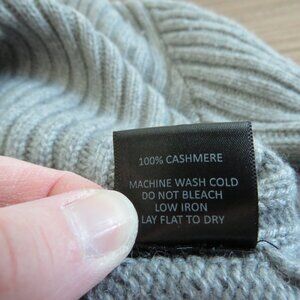 100% CASHMERE
MACHINE WASH COLD
DO NOT BLEACH
LOW IRON
LAY FLAT TO DRY